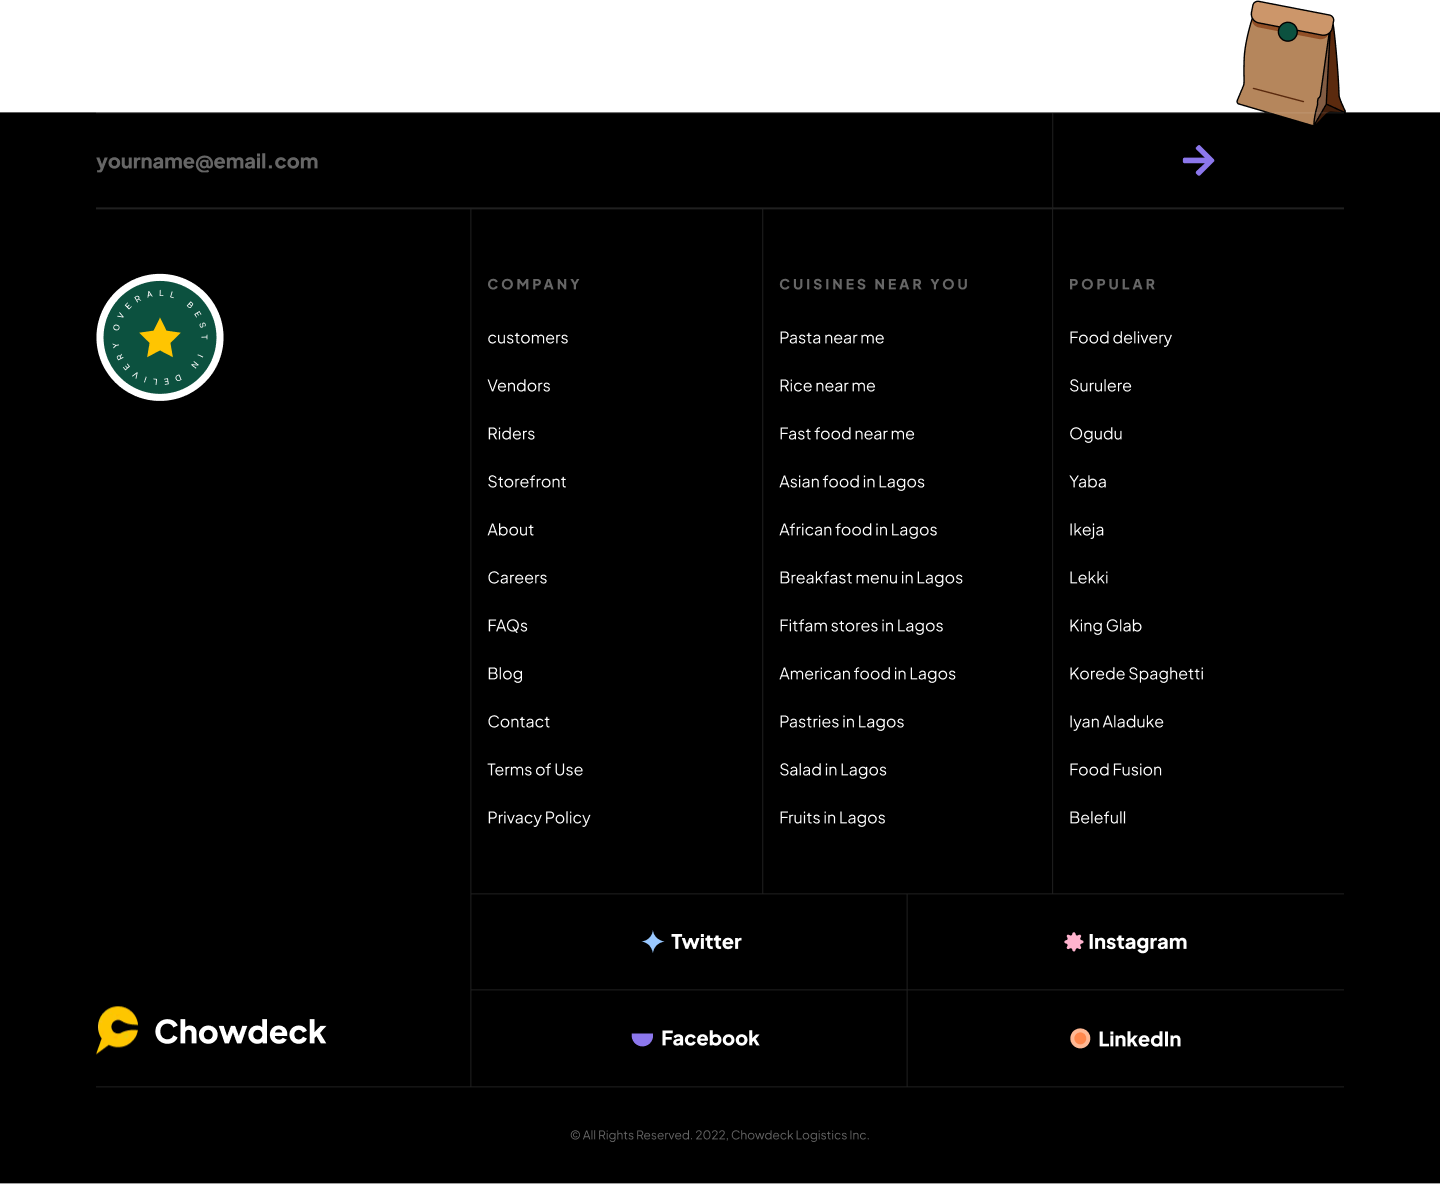 yourname@email.com
OVERALL BEST IN DELIVERY
COMPANY
customers
Vendors
Riders
Storefront
About
Careers
FAQs
Blog
Contact
Terms of Use
Privacy Policy
CUISINES NEAR YOU
Pasta near me
Rice near me
Fast food near me
Asian food in Lagos
African food in Lagos
Breakfast menu in Lagos
Fitfam stores in Lagos
American food in Lagos
Pastries in Lagos
Salad in Lagos
Fruits in Lagos
POPULAR
Food delivery
Surulere
Ogudu
Yaba
Ikeja
Lekki
King Glab
Korede Spaghetti
Iyan Aladuke
Food Fusion
Belefull
Twitter
Instagram
Facebook
LinkedIn
Chowdeck
© All Rights Reserved. 2022, Chowdeck Logistics Inc.